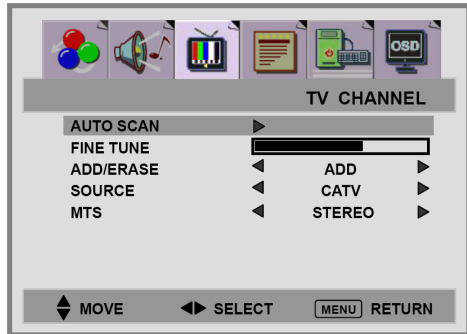 OSD
TV CHANNEL
AUTO SCAN
FINE TUNE
ADD/ERASE ADD
SOURCE CATV
MTS STEREO
MOVE SELECT MENU RETURN